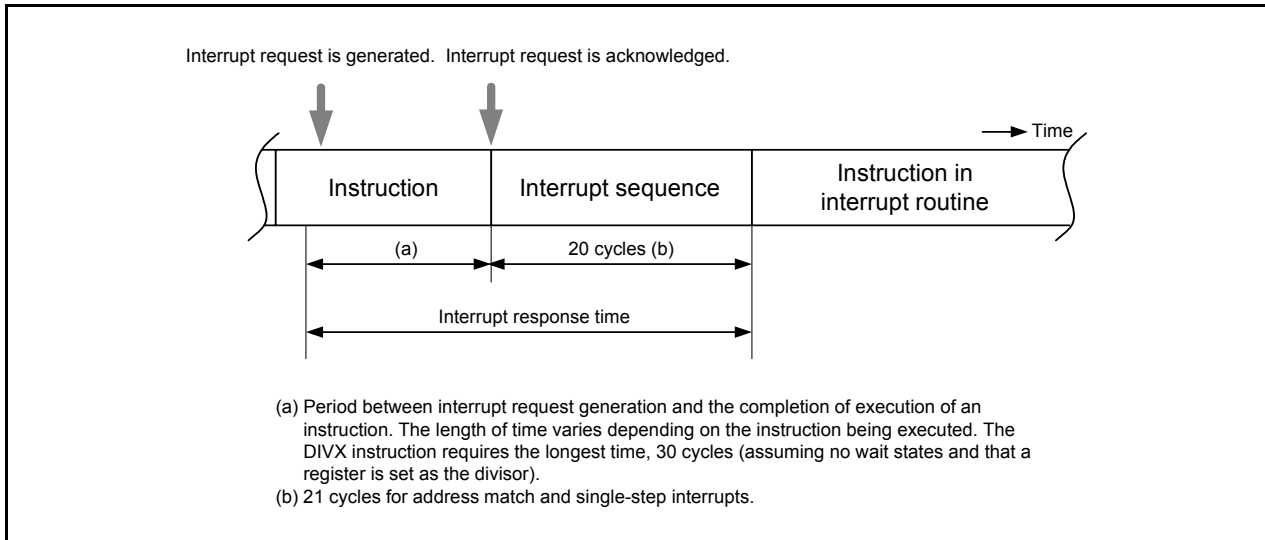 Interrupt request is generated. Interrupt request is acknowledged.
Time
Instruction
Interrupt sequence
Instruction in
interrupt routine
(a)
20 cycles (b)
Interrupt response time
(a) Period between interrupt request generation and the completion of execution of an
instruction. The length of time varies depending on the instruction being executed. The
DIVX instruction requires the longest time, 30 cycles (assuming no wait states and that a
register is set as the divisor).
(b) 21 cycles for address match and single-step interrupts.